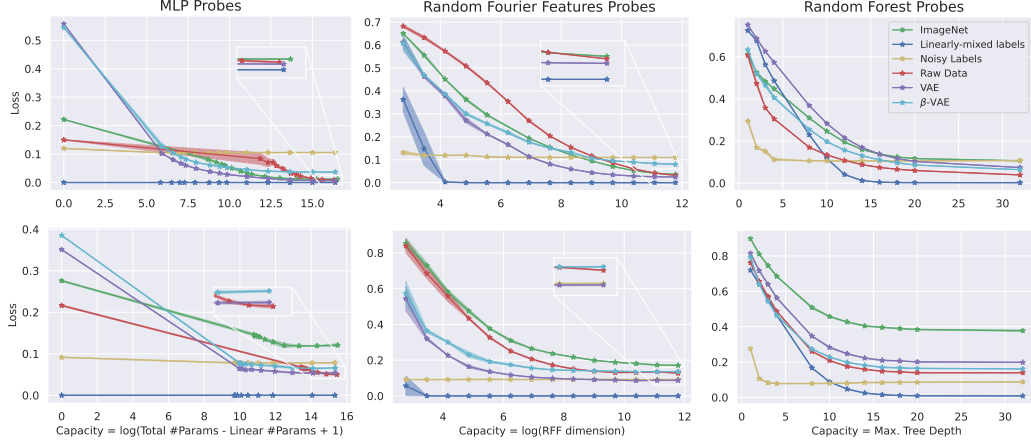 MLP Probes
Random Fourier Features Probes
Random Forest Probes
Loss
0.5
0.4
0.3
0.2
0.1
0.0
0.0 2.5 5.0 7.5 10.0 12.5 15.0
0.7
0.6
0.5
0.4
0.3
0.2
0.1
0.0
4 6 8 10 12
0.6
0.4
0.2
0.0
0 5 10 15 20 25 30
ImageNet
Linearly-mixed labels
Noisy Labels
Raw Data
VAE
β-VAE
Loss
0.4
0.3
0.2
0.1
0.0
0 2 4 6 8 10 12 14 16
Capacity = log(Total #Params - Linear #Params + 1)
0.8
0.6
0.4
0.2
0.0
4 6 8 10 12
Capacity = log(RFF dimension)
0.8
0.6
0.4
0.2
0.0
0 5 10 15 20 25 30
Capacity = Max. Tree Depth